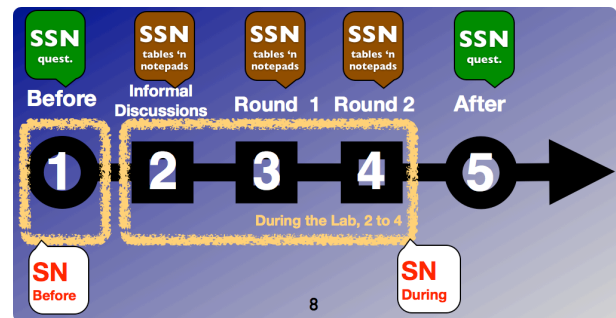 SSN
quest.
SSN
tables ‘n
notepads
SSN
tables ‘n
notepads
SSN
tables ‘n
notepads
SSN
quest.
Before
Informal
Discussions
Round 1
Round 2
After
1
2
3
4
5
During the Lab, 2 to 4
SN
Before
SN
During
8